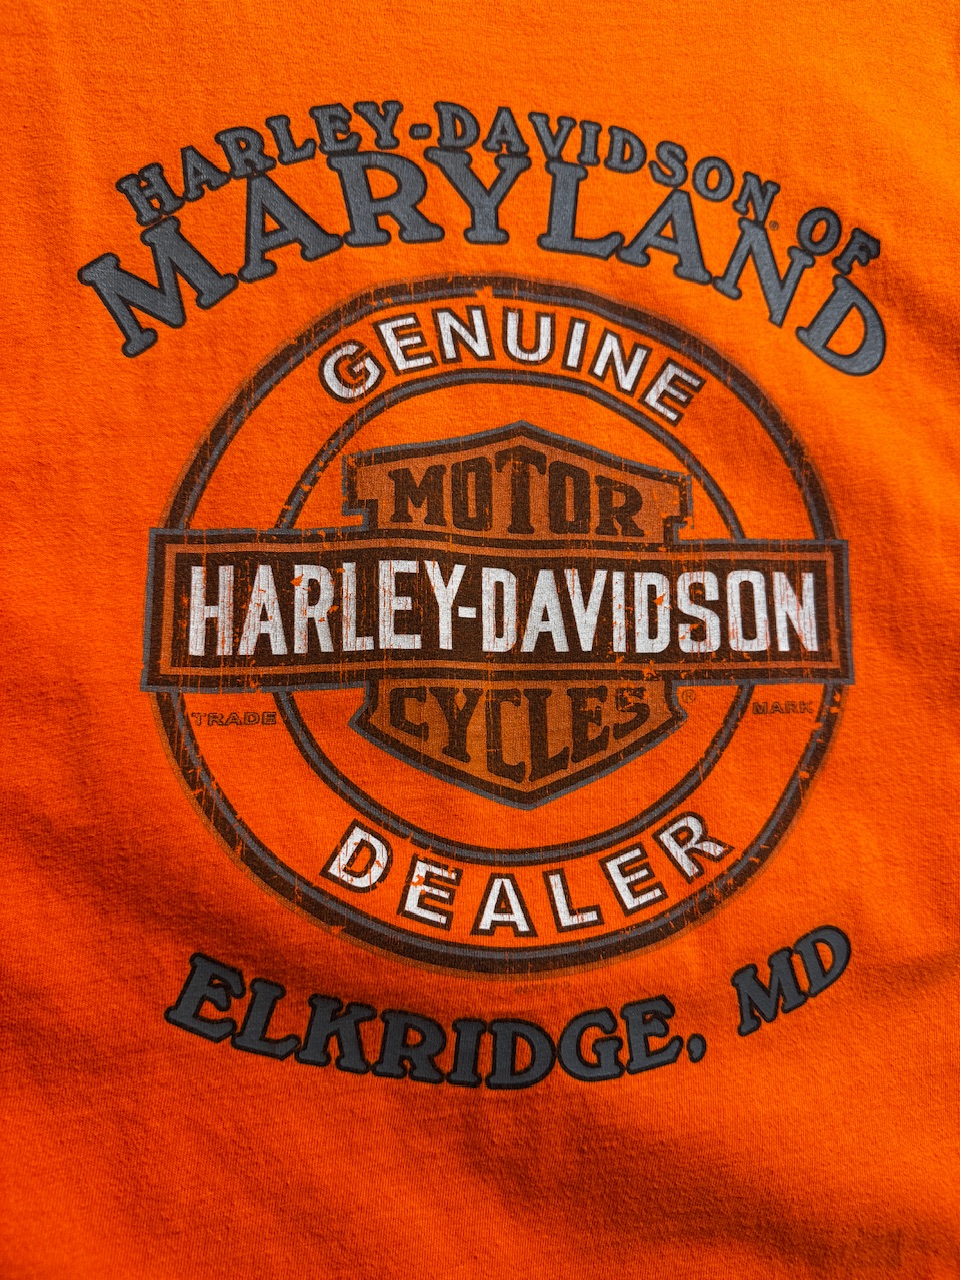 HARLEY-DAVIDSON OF
MARYLAND
GENUINE
MOTOR
HARLEY-DAVIDSON
CYCLES
®
TRADE MARK
DEALER
ELKRIDGE, MD